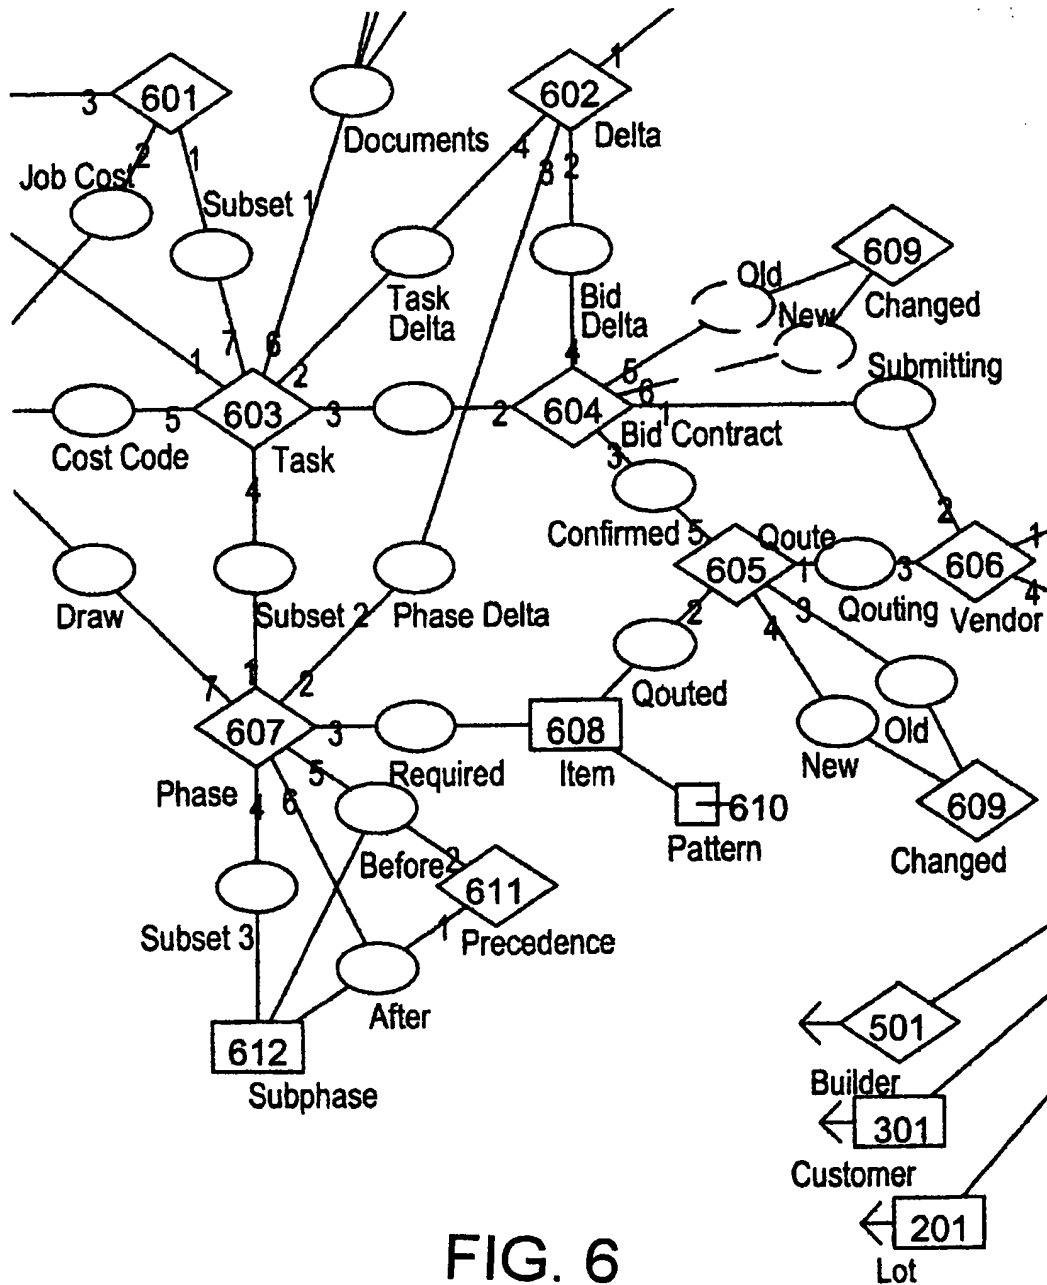 601
3
2
1
Job Cost
Subset 1
Documents
602
1
Delta
4
3
2
609
Old
Changed
New
Task
Delta
Bid
Delta
Submitting
1
7
6
2
4
5
6
5
603
3
2
604
1
Cost Code
Task
Bid Contract
3
4
Confirmed 5
Qoute
605
1
3
606
2
1
4
Draw
Subset 2
Phase Delta
Qouting
Vendor
2
4
3
7
1
2
Qouted
607
3
608
New
Old
Phase
5
Required
Item
4
6
610
609
Pattern
Changed
Before
2
611
Subset 3
1
Precedence
After
612
Subphase
501
Builder
301
Customer
201
Lot
FIG. 6